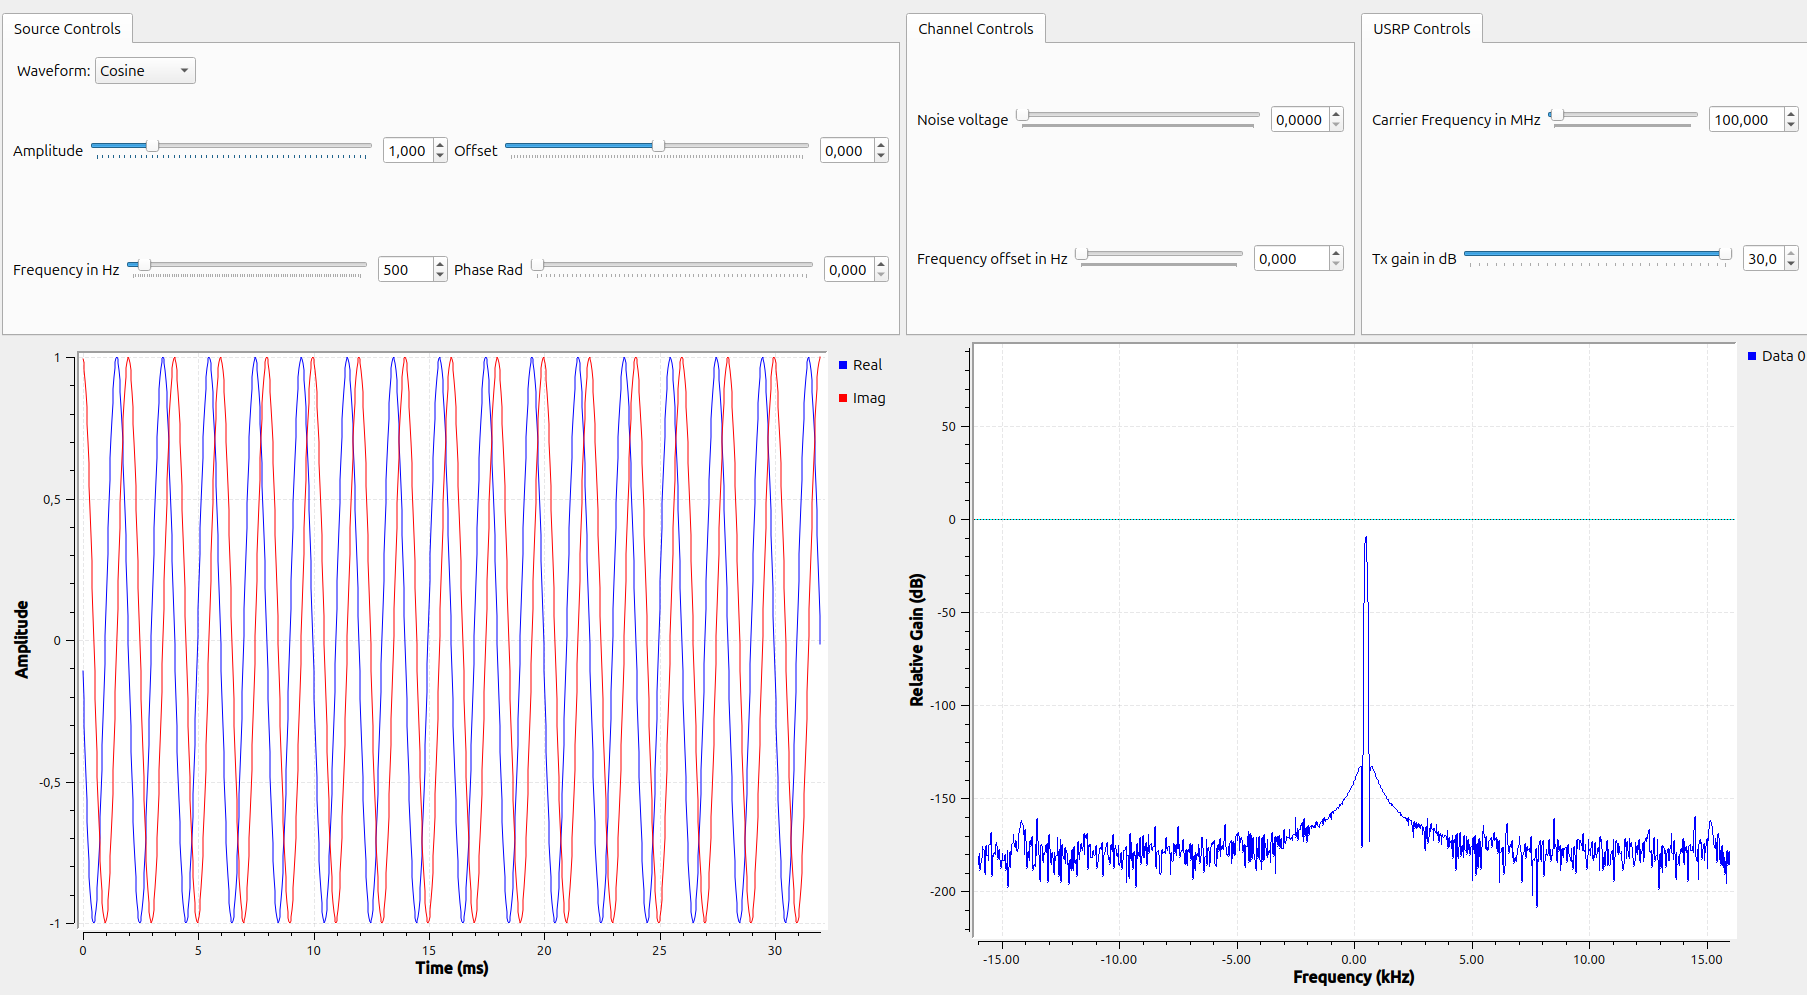 Source Controls
Waveform: Cosine
Amplitude 1,000 Offset 0,000
Frequency in Hz 500 Phase Rad 0,000
Channel Controls
Noise voltage 0,0000
Frequency offset in Hz 0,000
USRP Controls
Carrier Frequency in MHz 100,000
Tx gain in dB 30,0
1
0,5
0
-0,5
-1
Amplitude
0 5 10 15 20 25 30
Time (ms)
Real
Imag
50
0
-50
-100
-150
-200
Relative Gain (dB)
-15.00 -10.00 -5.00 0.00 5.00 10.00 15.00
Frequency (kHz)
Data 0